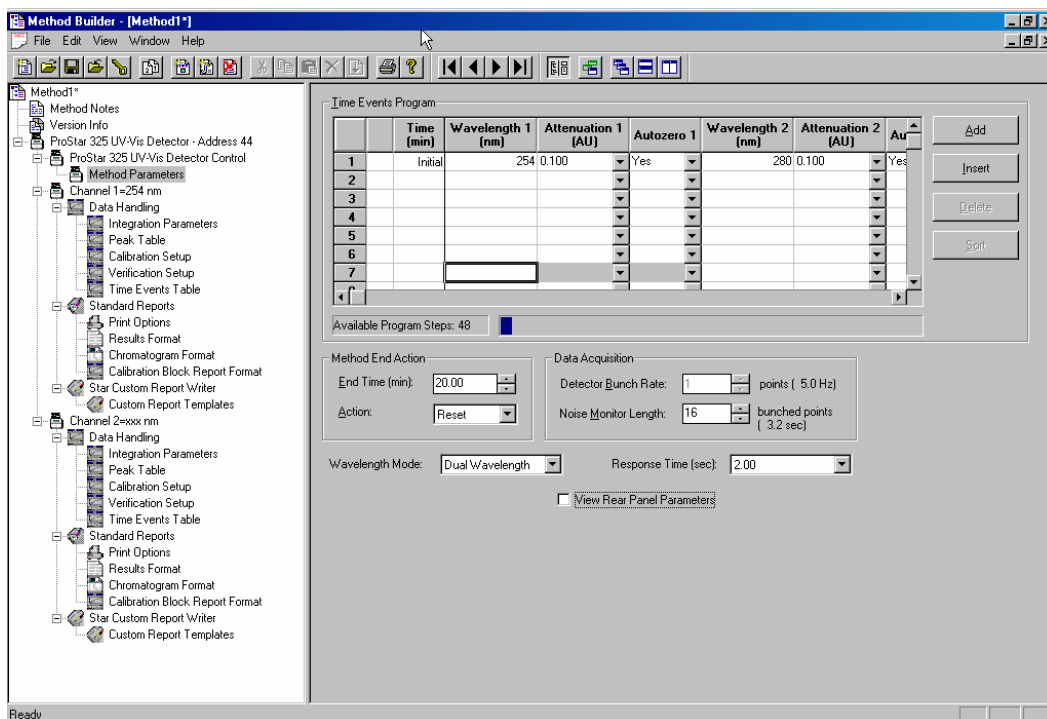 Method Builder - [Method1*]
File Edit View Window Help
Method1*
Method Notes
Version Info
ProStar 325 UV-Vis Detector - Address 44
ProStar 325 UV-Vis Detector Control
Method Parameters
Channel 1=254 nm
Data Handling
Integration Parameters
Peak Table
Calibration Setup
Verification Setup
Time Events Table
Standard Reports
Print Options
Results Format
Chromatogram Format
Calibration Block Report Format
Star Custom Report Writer
Custom Report Templates
Channel 2=xxx nm
Data Handling
Integration Parameters
Peak Table
Calibration Setup
Verification Setup
Time Events Table
Standard Reports
Print Options
Results Format
Chromatogram Format
Calibration Block Report Format
Star Custom Report Writer
Custom Report Templates
Time Events Program
Time (min) Wavelength 1 (nm) Attenuation 1 (AU) Autozero 1 Wavelength 2 (nm) Attenuation 2 (AU) Au
1 Initial 254 0.100 Yes 280 0.100 Yes
2
3
4
5
6
7
Add
Insert
Delete
Sort
Available Program Steps: 48
Method End Action
End Time (min): 20.00
Action: Reset
Data Acquisition
Detector Bunch Rate: 1 points ( 5.0 Hz)
Noise Monitor Length: 16 bunched points
( 3.2 sec)
Wavelength Mode: Dual Wavelength Response Time (sec): 2.00
View Rear Panel Parameters
Ready